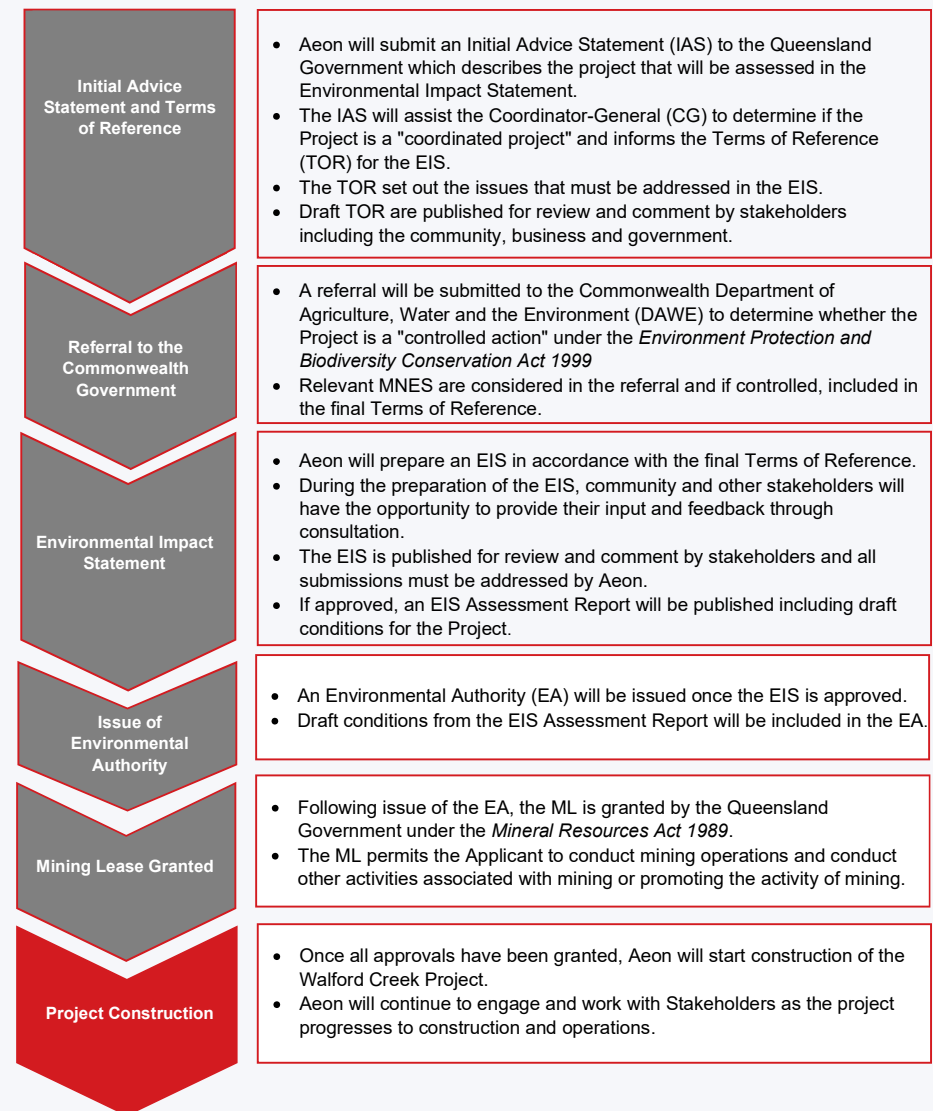 Initial Advice
Statement and Terms
of Reference
• Aeon will submit an Initial Advice Statement (IAS) to the Queensland
Government which describes the project that will be assessed in the
Environmental Impact Statement.
• The IAS will assist the Coordinator-General (CG) to determine if the
Project is a "coordinated project" and informs the Terms of Reference
(TOR) for the EIS.
• The TOR set out the issues that must be addressed in the EIS.
• Draft TOR are published for review and comment by stakeholders
including the community, business and government.
Referral to the
Commonwealth
Government
• A referral will be submitted to the Commonwealth Department of
Agriculture, Water and the Environment (DAWE) to determine whether the
Project is a "controlled action" under the Environment Protection and
Biodiversity Conservation Act 1999
• Relevant MNES are considered in the referral and if controlled, included in
the final Terms of Reference.
Environmental Impact
Statement
• Aeon will prepare an EIS in accordance with the final Terms of Reference.
• During the preparation of the EIS, community and other stakeholders will
have the opportunity to provide their input and feedback through
consultation.
• The EIS is published for review and comment by stakeholders and all
submissions must be addressed by Aeon.
• If approved, an EIS Assessment Report will be published including draft
conditions for the Project.
Issue of
Environmental
Authority
• An Environmental Authority (EA) will be issued once the EIS is approved.
• Draft conditions from the EIS Assessment Report will be included in the EA.
Mining Lease Granted
• Following issue of the EA, the ML is granted by the Queensland
Government under the Mineral Resources Act 1989.
• The ML permits the Applicant to conduct mining operations and conduct
other activities associated with mining or promoting the activity of mining.
Project Construction
• Once all approvals have been granted, Aeon will start construction of the
Walford Creek Project.
• Aeon will continue to engage and work with Stakeholders as the project
progresses to construction and operations.